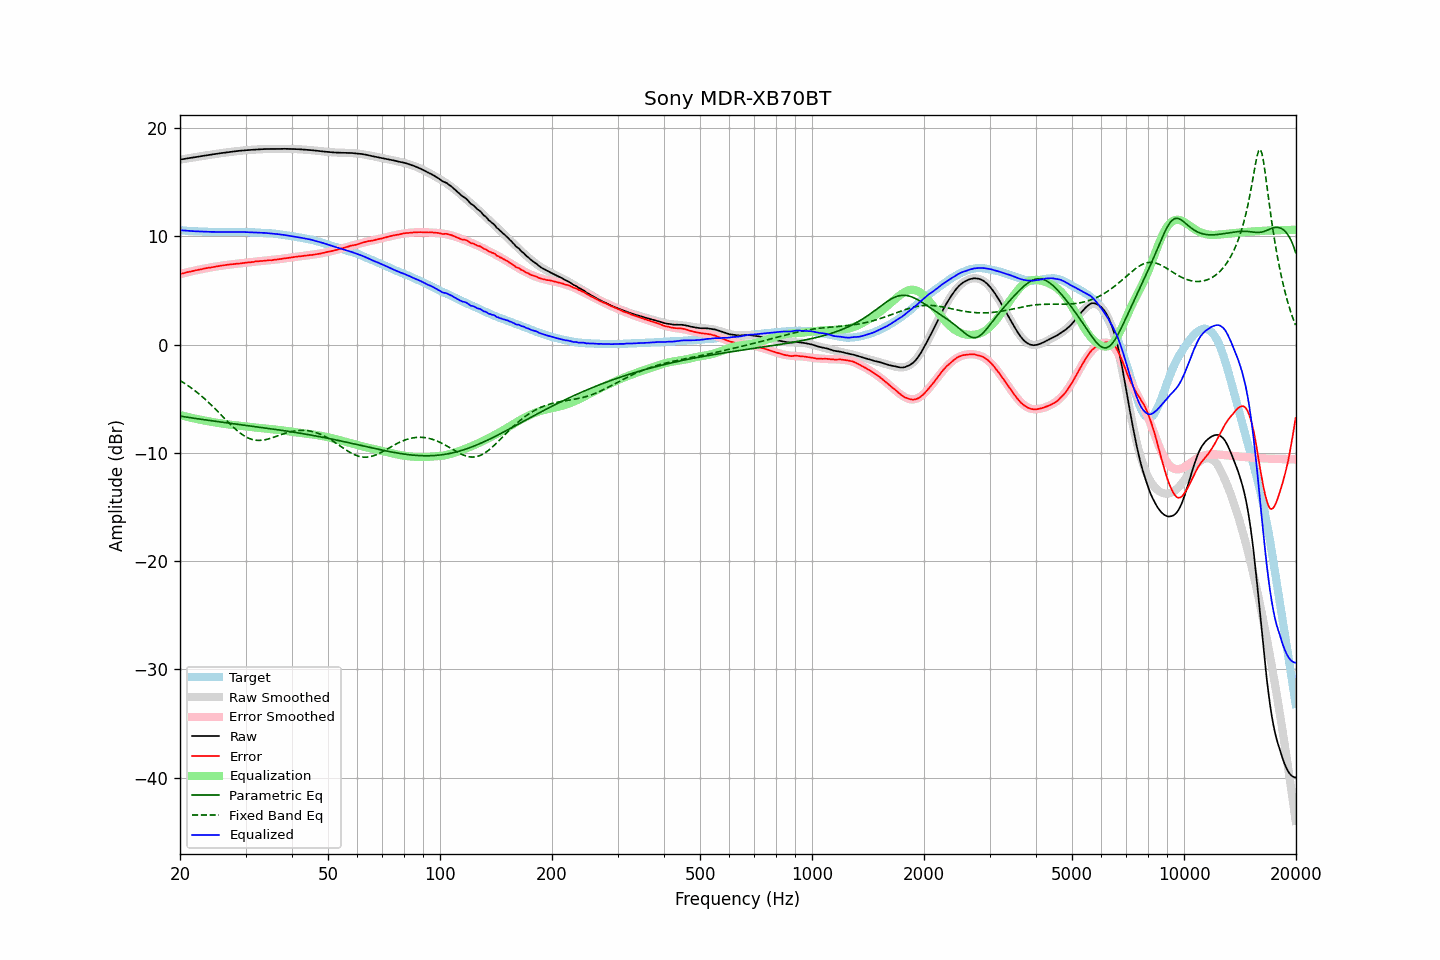 Sony MDR-XB70BT
20
10
0
−10
−20
−30
−40
Amplitude (dBr)
Target
Raw Smoothed
Error Smoothed
Raw
Error
Equalization
Parametric Eq
Fixed Band Eq
Equalized
20 50 100 200 500 1000 2000 5000 10000 20000
Frequency (Hz)